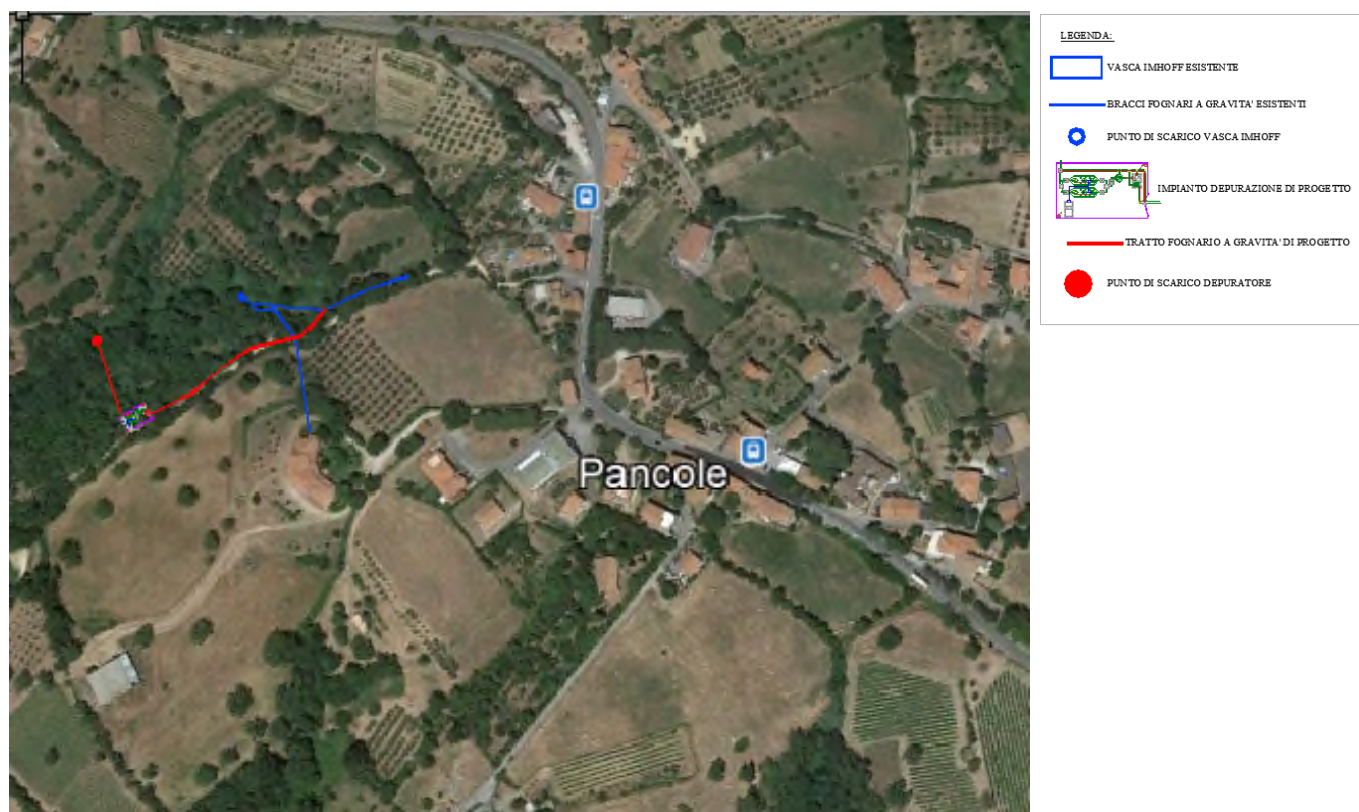 LEGENDA:
VASCA IMHOFF ESISTENTE
BRACCI FOGNARI A GRAVITA' ESISTENTI
PUNTO DI SCARICO VASCA IMHOFF
IMPIANTO DEPURAZIONE DI PROGETTO
TRATTO FOGNARIO A GRAVITA' DI PROGETTO
PUNTO DI SCARICO DEPURATORE
Pancole